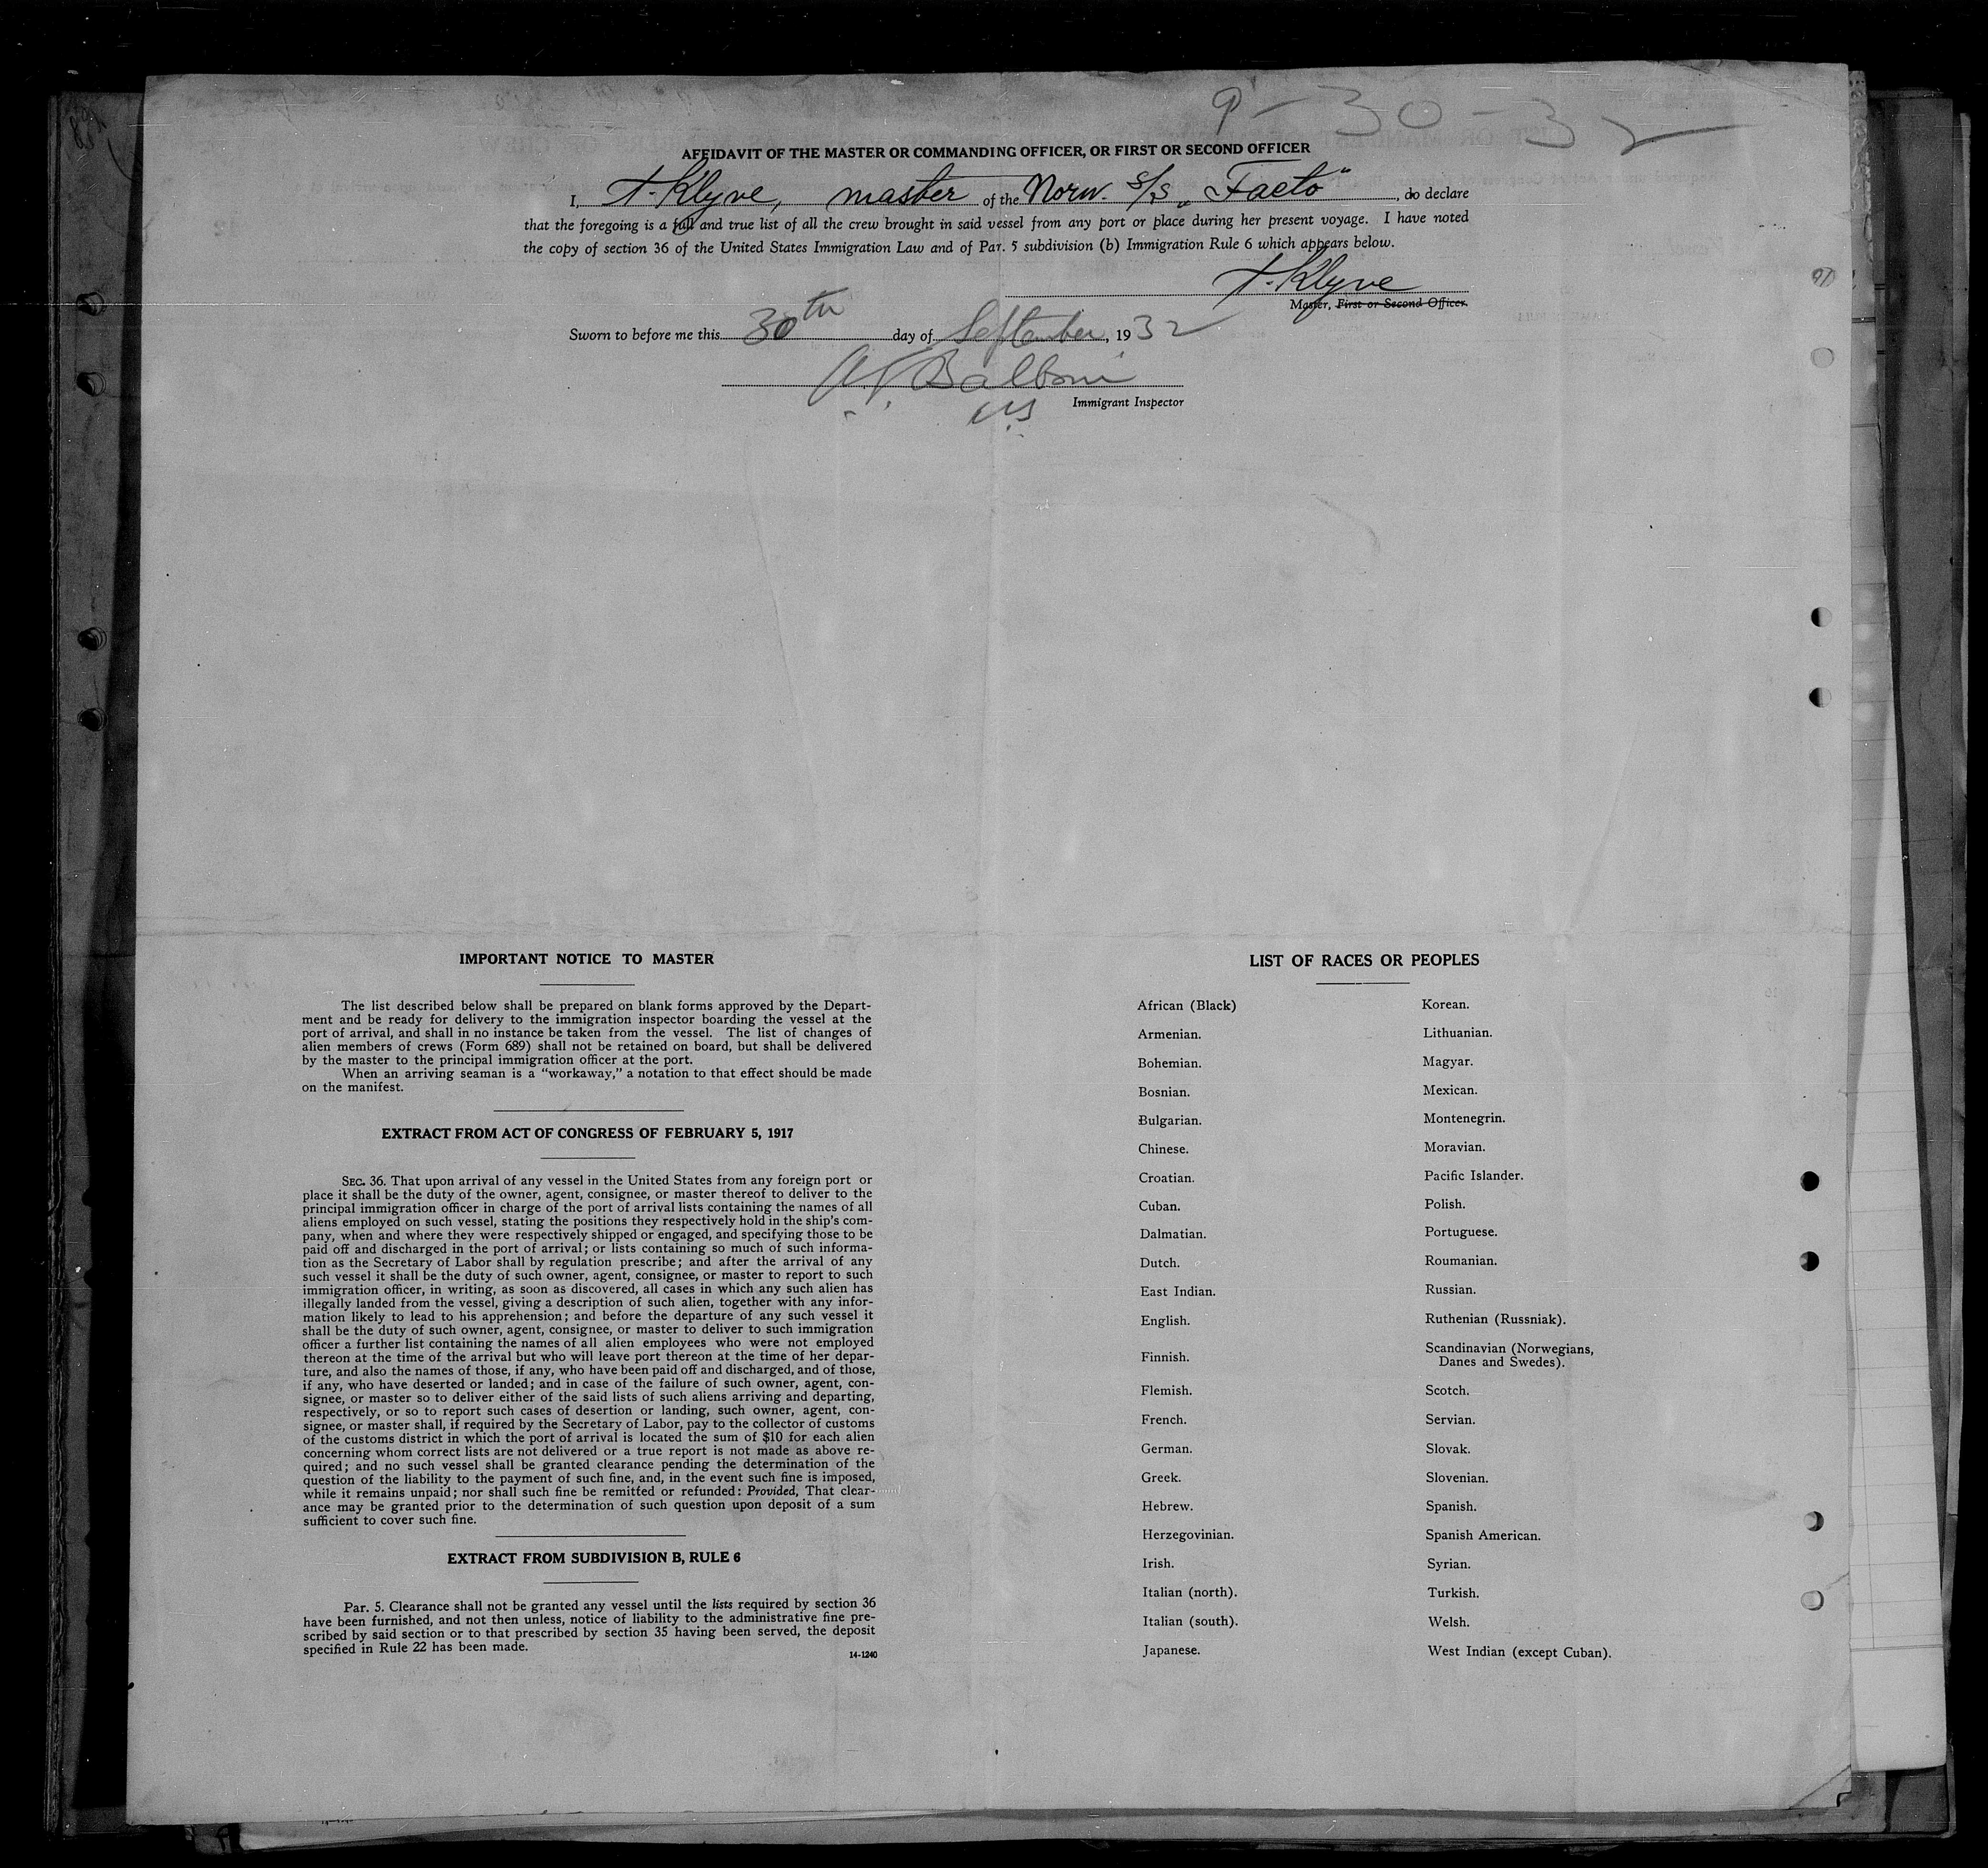 9-30-32
AFFIDAVIT OF THE MASTER OR COMMANDING OFFICER, OR FIRST OR SECOND OFFICER
I, T. Klyve, master of the Norw. s/s „Facto", do declare
that the foregoing is a full and true list of all the crew brought in said vessel from any port or place during her present voyage. I have noted
the copy of section 36 of the United States Immigration Law and of Par. 5 subdivision (b) Immigration Rule 6 which appears below.
T. Klyve
Master, First or Second Officer.
Sworn to before me this 30th day of September, 1932
Immigrant Inspector
IMPORTANT NOTICE TO MASTER
The list described below shall be prepared on blank forms approved by the Depart-
ment and be ready for delivery to the immigration inspector boarding the vessel at the
port of arrival, and shall in no instance be taken from the vessel. The list of changes of
alien members of crews (Form 689) shall not be retained on board, but shall be delivered
by the master to the principal immigration officer at the port.
When an arriving seaman is a "workaway," a notation to that effect should be made
on the manifest.
EXTRACT FROM ACT OF CONGRESS OF FEBRUARY 5, 1917
SEC. 36. That upon arrival of any vessel in the United States from any foreign port or
place it shall be the duty of the owner, agent, consignee, or master thereof to deliver to the
principal immigration officer in charge of the port of arrival lists containing the names of all
aliens employed on such vessel, stating the positions they respectively hold in the ship's com-
pany, when and where they were respectively shipped or engaged, and specifying those to be
paid off and discharged in the port of arrival; or lists containing so much of such informa-
tion as the Secretary of Labor shall by regulation prescribe; and after the arrival of any
such vessel it shall be the duty of such owner, agent, consignee, or master to report to such
immigration officer, in writing, as soon as discovered, all cases in which any such alien has
illegally landed from the vessel, giving a description of such alien, together with any infor-
mation likely to lead to his apprehension; and before the departure of any such vessel it
shall be the duty of such owner, agent, consignee, or master to deliver to such immigration
officer a further list containing the names of all alien employees who were not employed
thereon at the time of the arrival but who will leave port thereon at the time of her depar-
ture, and also the names of those, if any, who have been paid off and discharged, and of those,
if any, who have deserted or landed; and in case of the failure of such owner, agent, con-
signee, or master so to deliver either of the said lists of such aliens arriving and departing,
respectively, or so to report such cases of desertion or landing, such owner, agent, con-
signee, or master shall, if required by the Secretary of Labor, pay to the collector of customs
of the customs district in which the port of arrival is located the sum of $10 for each alien
concerning whom correct lists are not delivered or a true report is not made as above re-
quired; and no such vessel shall be granted clearance pending the determination of the
question of the liability to the payment of such fine, and, in the event such fine is imposed,
while it remains unpaid; nor shall such fine be remitted or refunded: Provided, That clear-
ance may be granted prior to the determination of such question upon deposit of a sum
sufficient to cover such fine.
EXTRACT FROM SUBDIVISION B, RULE 6
Par. 5. Clearance shall not be granted any vessel until the lists required by section 36
have been furnished, and not then unless, notice of liability to the administrative fine pre-
scribed by said section or to that prescribed by section 35 having been served, the deposit
specified in Rule 22 has been made.
14-1240
LIST OF RACES OR PEOPLES
African (Black)
Armenian.
Bohemian.
Bosnian.
Bulgarian.
Chinese.
Croatian.
Cuban.
Dalmatian.
Dutch.
East Indian.
English.
Finnish.
Flemish.
French.
German.
Greek.
Hebrew.
Herzegovinian.
Irish.
Italian (north).
Italian (south).
Japanese.
Korean.
Lithuanian.
Magyar.
Mexican.
Montenegrin.
Moravian.
Pacific Islander.
Polish.
Portuguese.
Roumanian.
Russian.
Ruthenian (Russniak).
Scandinavian (Norwegians,
Danes and Swedes).
Scotch.
Servian.
Slovak.
Slovenian.
Spanish.
Spanish American.
Syrian.
Turkish.
Welsh.
West Indian (except Cuban).